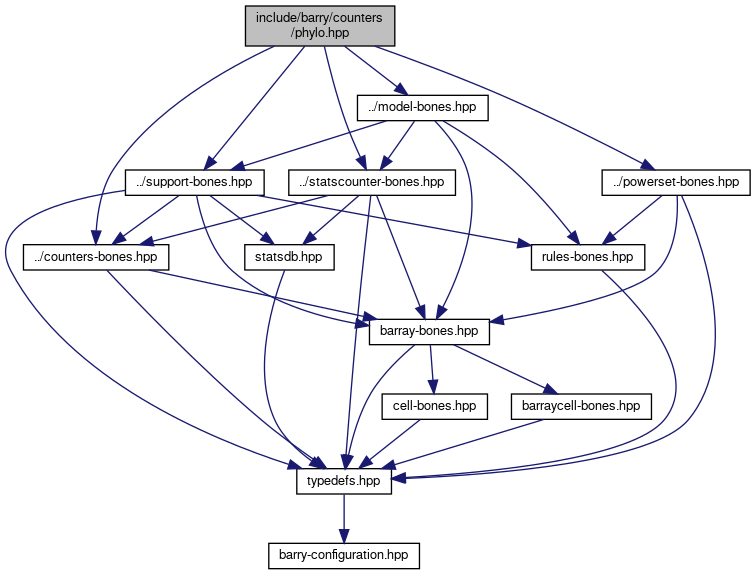 include/barry/counters
/phylo.hpp
../model-bones.hpp
../support-bones.hpp
../statscounter-bones.hpp
../powerset-bones.hpp
../counters-bones.hpp
statsdb.hpp
rules-bones.hpp
barray-bones.hpp
cell-bones.hpp
barraycell-bones.hpp
typedefs.hpp
barry-configuration.hpp